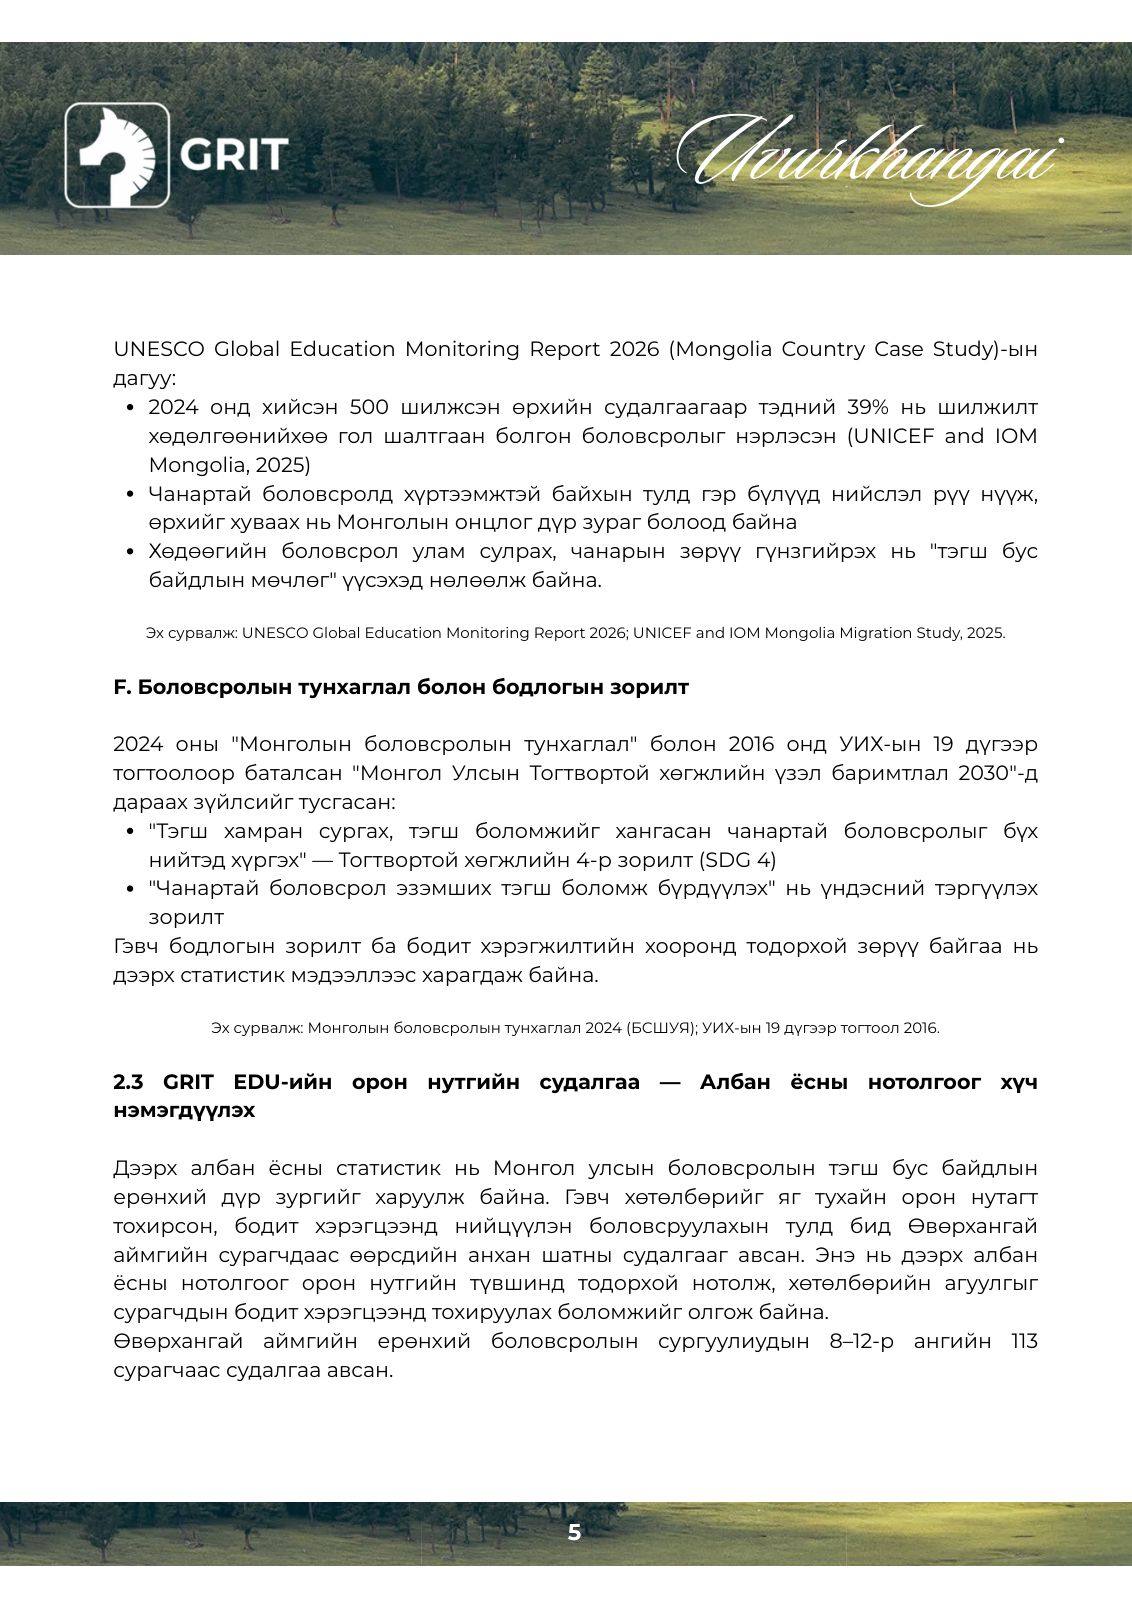 GRIT
Uvurkhangai
UNESCO Global Education Monitoring Report 2026 (Mongolia Country Case Study)-ын
дагуу:
• 2024 онд хийсэн 500 шилжсэн өрхийн судалгаагаар тэдний 39% нь шилжилт
хөдөлгөөнийхөө гол шалтгаан болгон боловсролыг нэрлэсэн (UNICEF and IOM
Mongolia, 2025)
• Чанартай боловсролд хүртээмжтэй байхын тулд гэр бүлүүд нийслэл рүү нүүж,
өрхийг хуваах нь Монголын онцлог дүр зураг болоод байна
• Хөдөөгийн боловсрол улам сулрах, чанарын зөрүү гүнзгийрэх нь "тэгш бус
байдлын мөчлөг" үүсэхэд нөлөөлж байна.
Эх сурвалж: UNESCO Global Education Monitoring Report 2026; UNICEF and IOM Mongolia Migration Study, 2025.
F. Боловсролын тунхаглал болон бодлогын зорилт
2024 оны "Монголын боловсролын тунхаглал" болон 2016 онд УИХ-ын 19 дүгээр
тогтоолоор баталсан "Монгол Улсын Тогтвортой хөгжлийн үзэл баримтлал 2030"-д
дараах зүйлсийг тусгасан:
• "Тэгш хамран сургах, тэгш боломжийг хангасан чанартай боловсролыг бүх
нийтэд хүргэх" — Тогтвортой хөгжлийн 4-р зорилт (SDG 4)
• "Чанартай боловсрол эзэмших тэгш боломж бүрдүүлэх" нь үндэсний тэргүүлэх
зорилт
Гэвч бодлогын зорилт ба бодит хэрэгжилтийн хооронд тодорхой зөрүү байгаа нь
дээрх статистик мэдээллээс харагдаж байна.
Эх сурвалж: Монголын боловсролын тунхаглал 2024 (БСШУЯ); УИХ-ын 19 дүгээр тогтоол 2016.
2.3 GRIT EDU-ийн орон нутгийн судалгаа — Албан ёсны нотолгоог хүч
нэмэгдүүлэх
Дээрх албан ёсны статистик нь Монгол улсын боловсролын тэгш бус байдлын
ерөнхий дүр зургийг харуулж байна. Гэвч хөтөлбөрийг яг тухайн орон нутагт
тохирсон, бодит хэрэгцээнд нийцүүлэн боловсруулахын тулд бид Өвөрхангай
аймгийн сурагчдаас өөрсдийн анхан шатны судалгааг авсан. Энэ нь дээрх албан
ёсны нотолгоог орон нутгийн түвшинд тодорхой нотолж, хөтөлбөрийн агуулгыг
сурагчдын бодит хэрэгцээнд тохируулах боломжийг олгож байна.
Өвөрхангай аймгийн ерөнхий боловсролын сургуулиудын 8–12-р ангийн 113
сурагчаас судалгаа авсан.
5